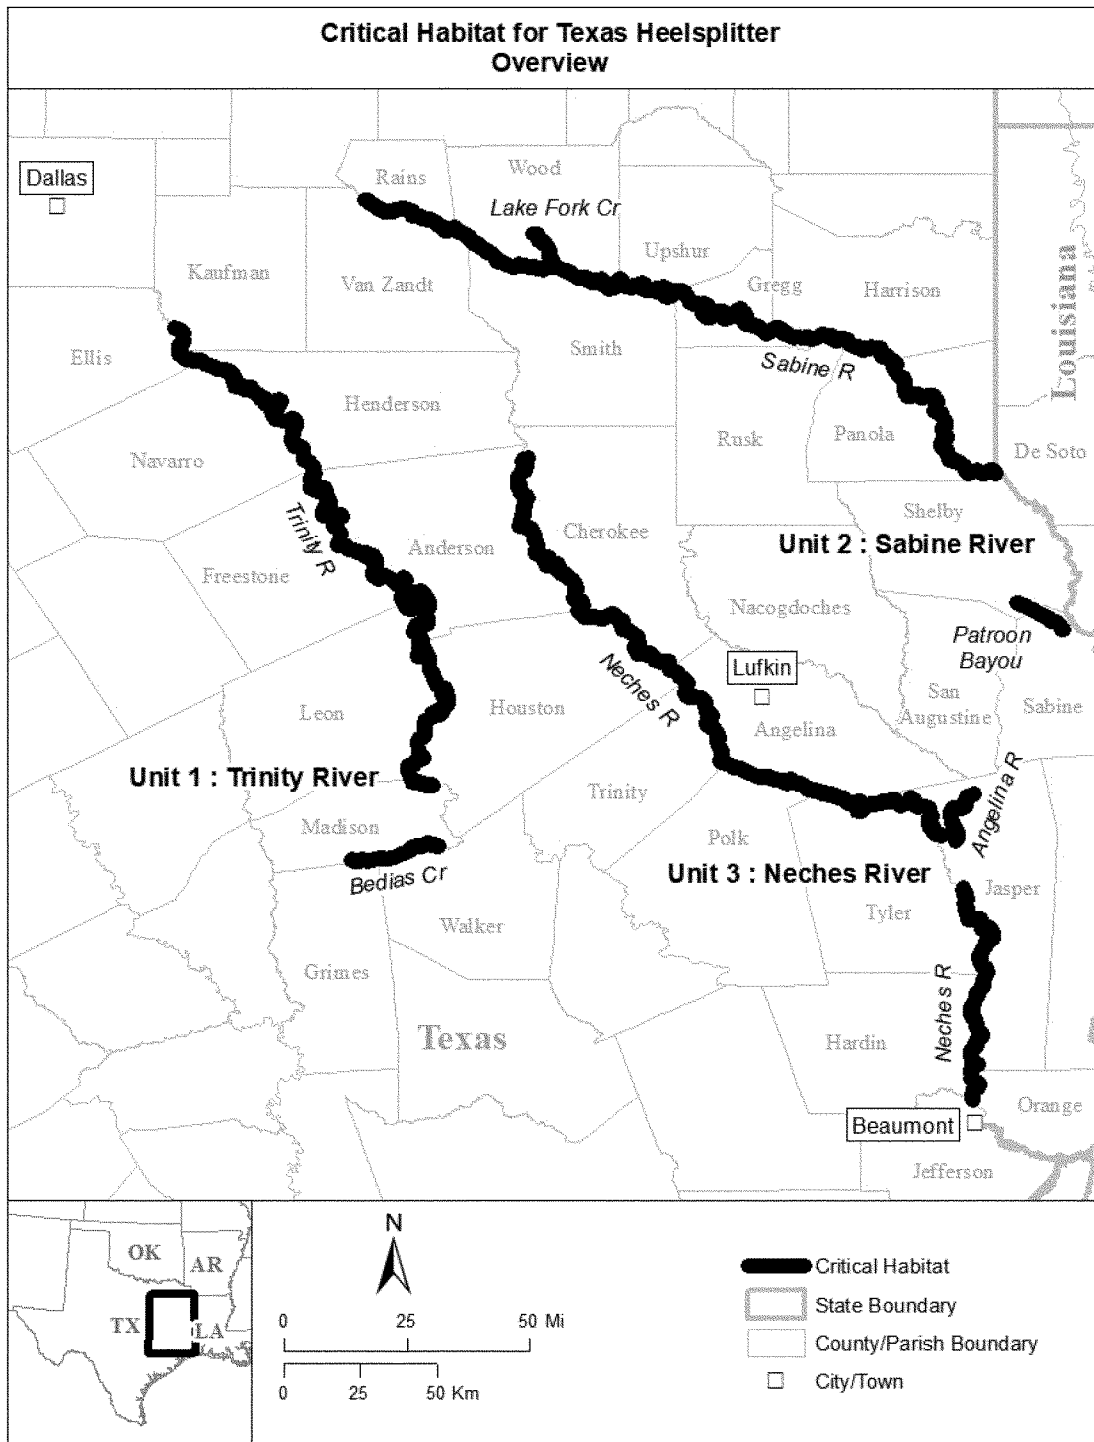 Critical Habitat for Texas Heelsplitter
Overview
Dallas
Rains
Wood
Lake Fork Cr
Upshur
Kaufman
Van Zandt
Gregg
Harrison
Louisiana
Ellis
Smith
Sabine R
Henderson
Rusk
Panola
De Soto
Navarro
Trinity R
Shelby
Cherokee
Anderson
Unit 2 : Sabine River
Freestone
Nacogdoches
Patroon
Bayou
Neches R
Lufkin
San
Augustine
Sabine
Leon
Houston
Angelina
Unit 1 : Trinity River
Trinity
Angelina R
Madison
Polk
Bedias Cr
Unit 3 : Neches River
Jasper
Tyler
Walker
Grimes
Neches R
Texas
Hardin
Orange
Beaumont
Jefferson
OK
AR
TX
LA
N
0 25 50 Mi
0 25 50 Km
Critical Habitat
State Boundary
County/Parish Boundary
City/Town